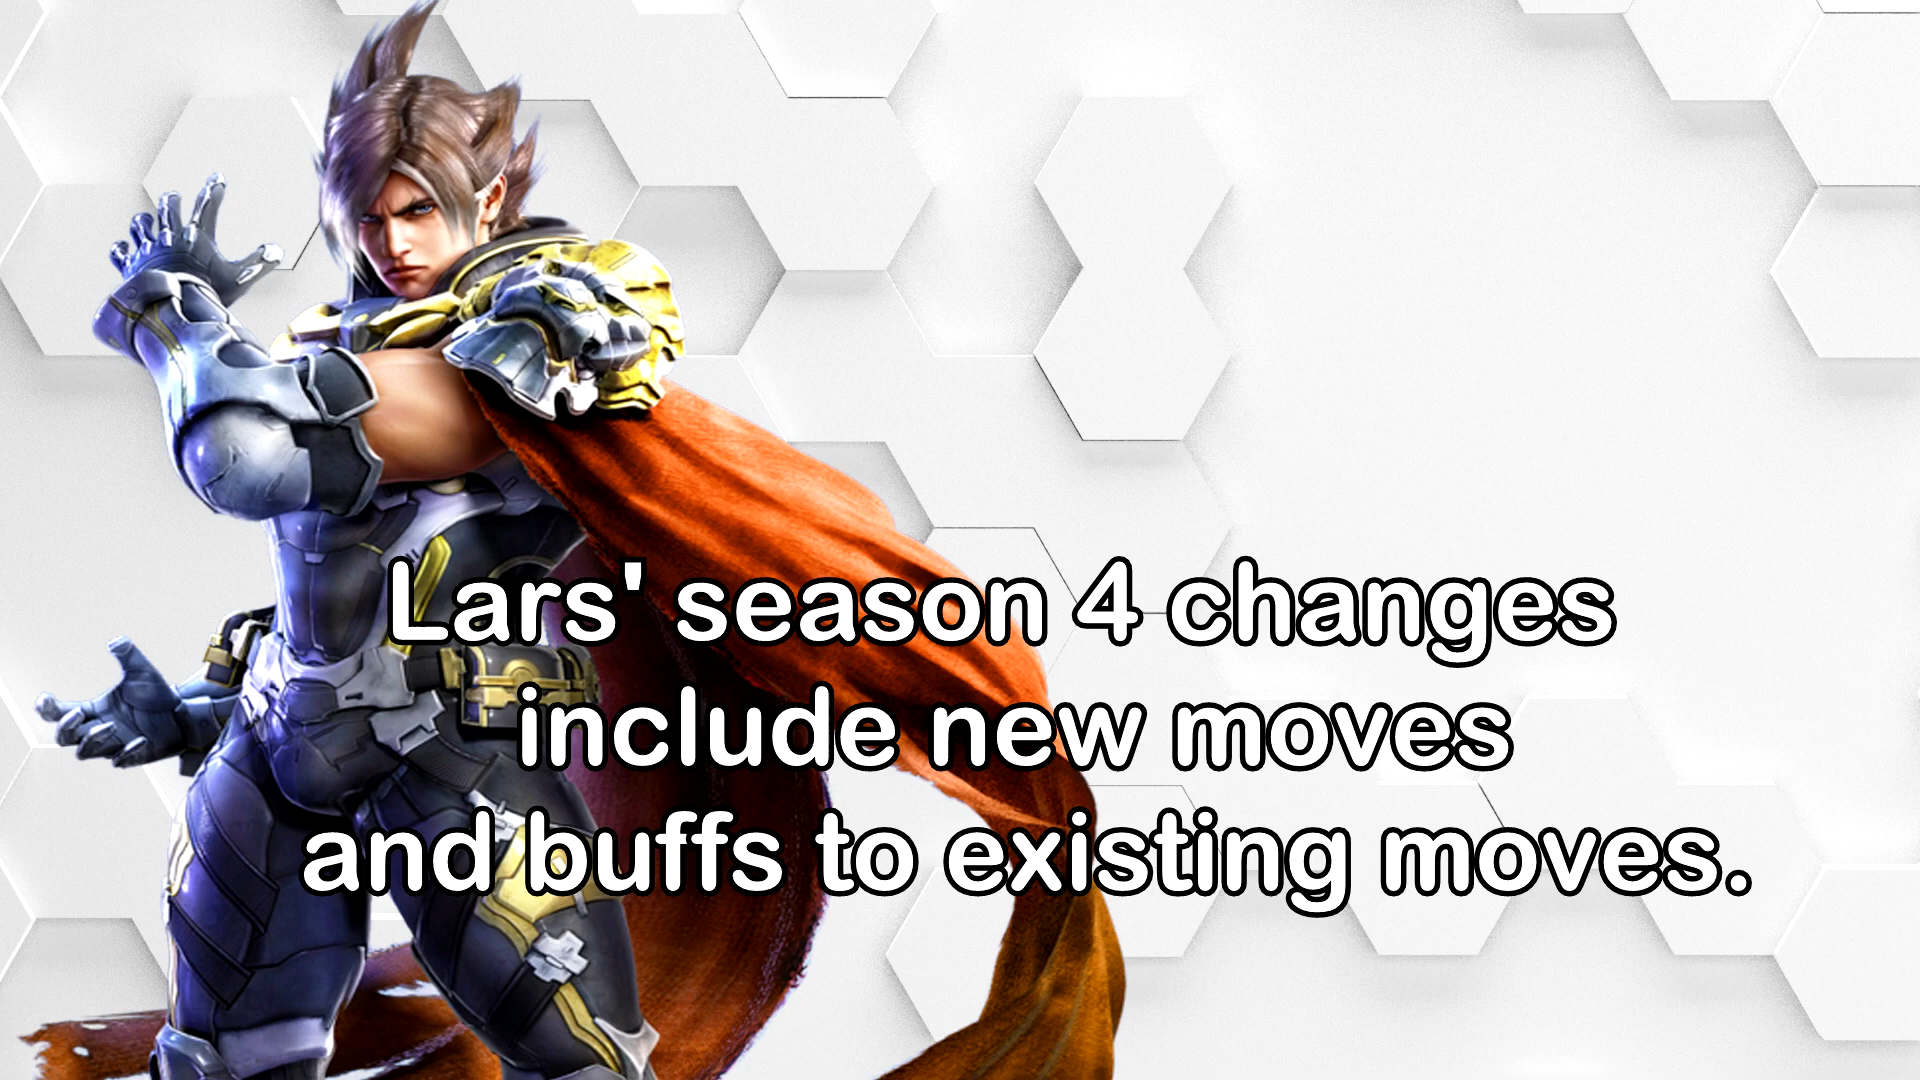 Lars' season 4 changes
include new moves
and buffs to existing moves.